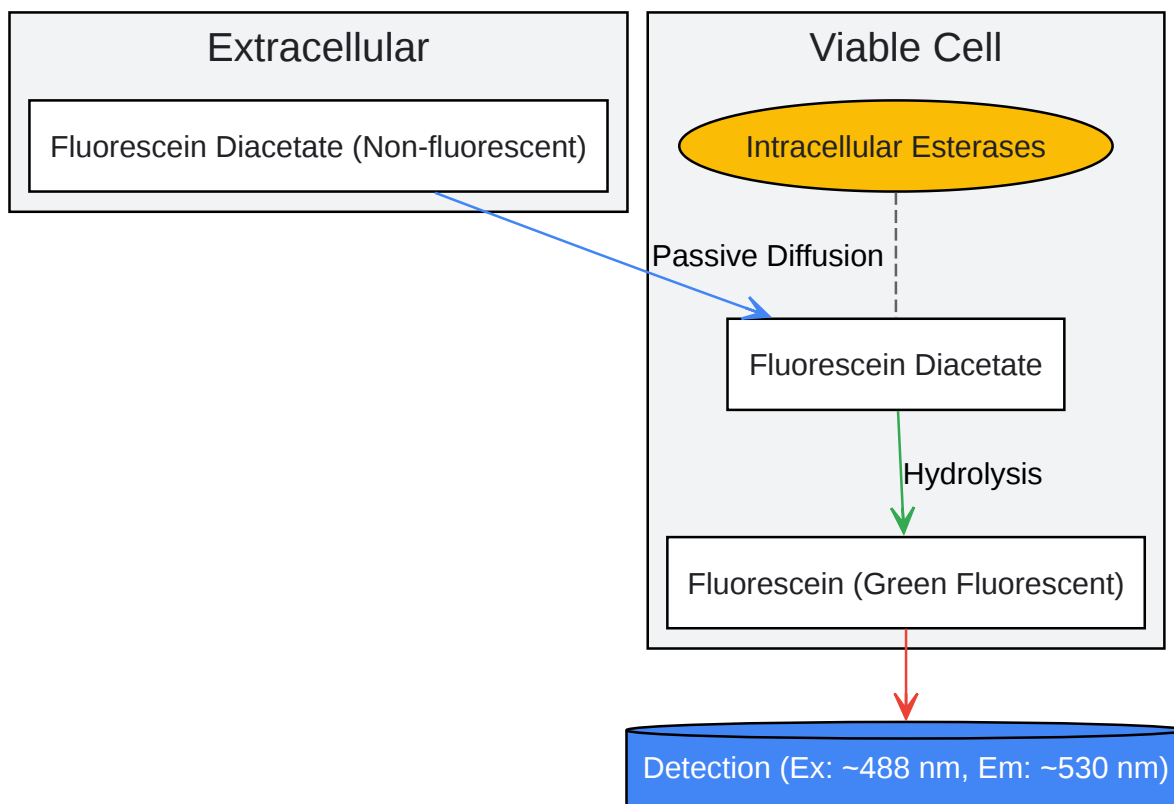 Extracellular
Fluorescein Diacetate (Non-fluorescent)
Viable Cell
Intracellular Esterases
Passive Diffusion
Fluorescein Diacetate
Hydrolysis
Fluorescein (Green Fluorescent)
Detection (Ex: ~488 nm, Em: ~530 nm)